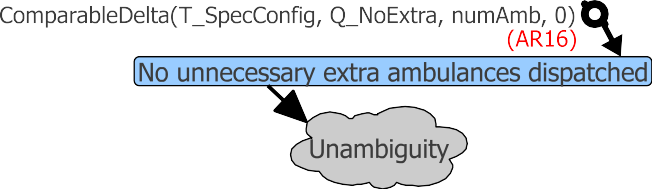 ComparableDelta(T_SpecConfig, Q_NoExtra, numAmb, 0)
(AR16)
No unnecessary extra ambulances dispatched
Unambiguity